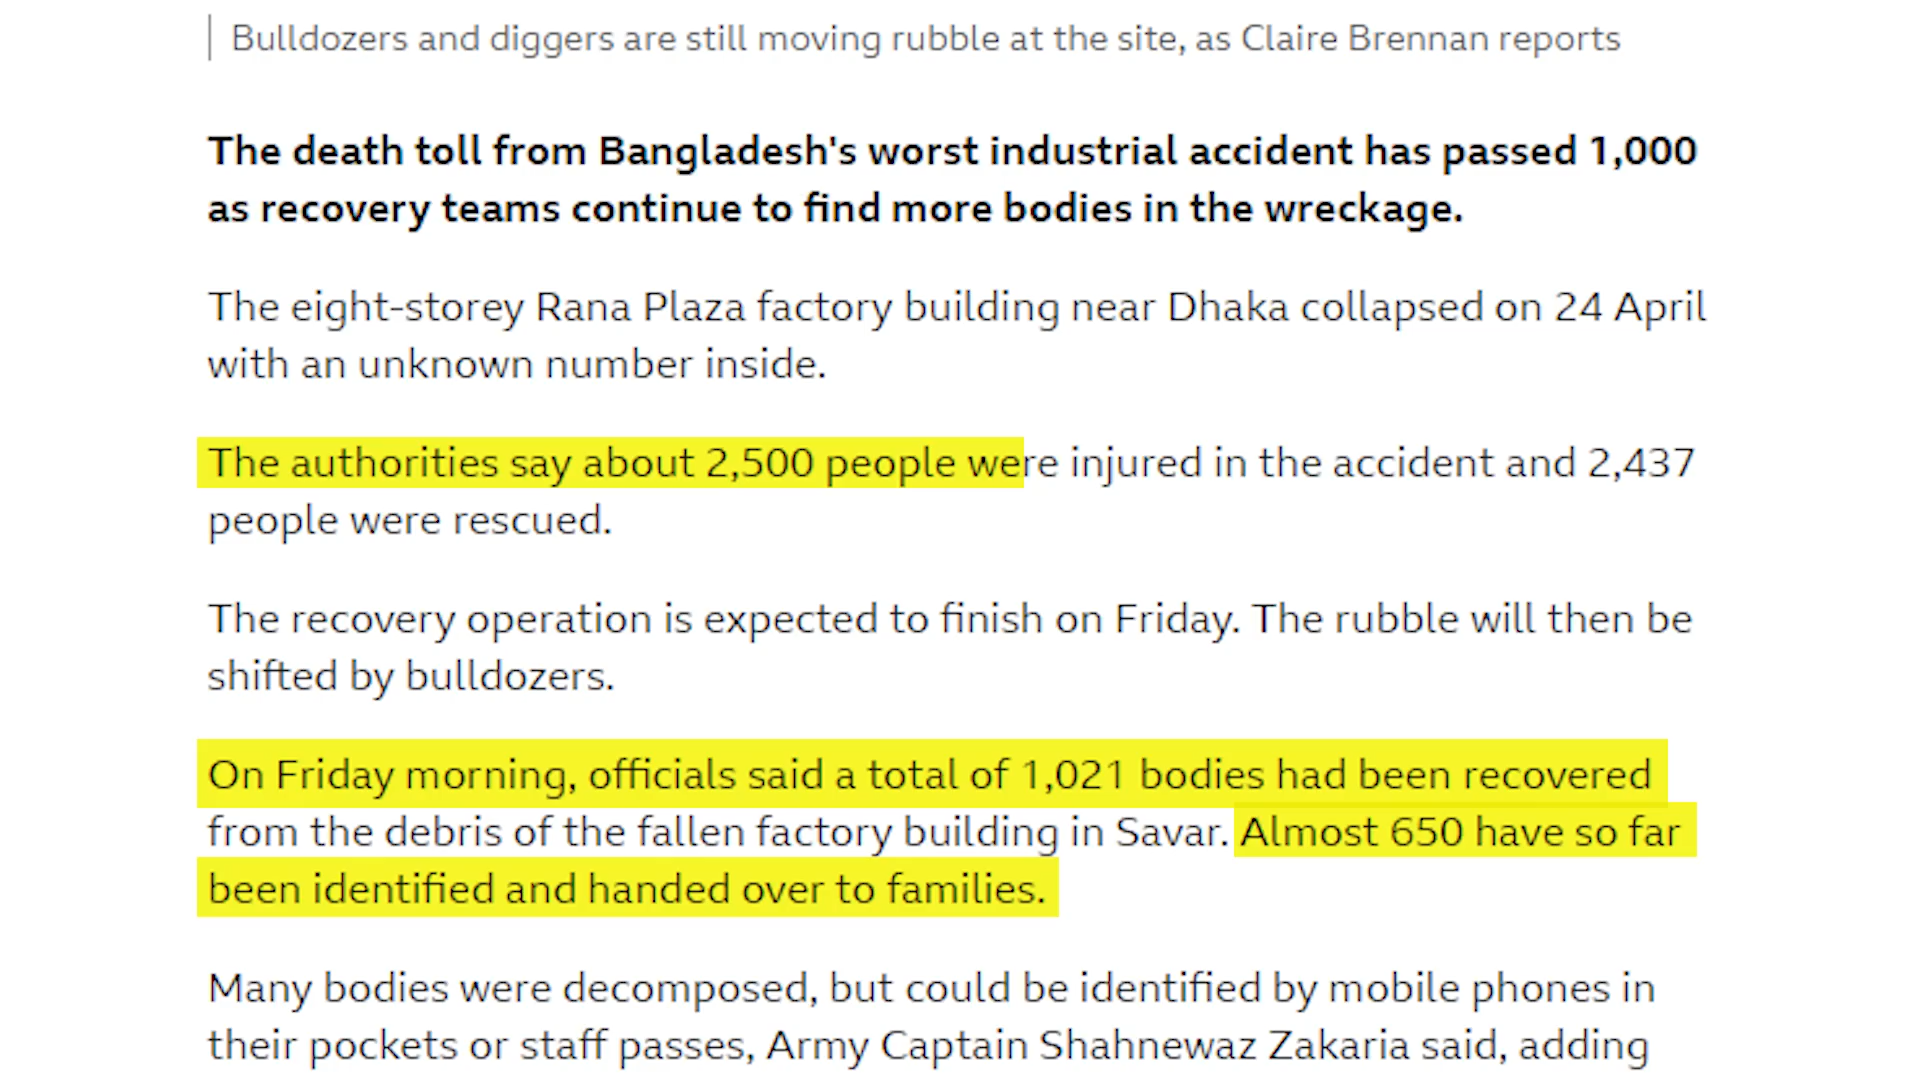 Bulldozers and diggers are still moving rubble at the site, as Claire Brennan reports
The death toll from Bangladesh's worst industrial accident has passed 1,000
as recovery teams continue to find more bodies in the wreckage.
The eight-storey Rana Plaza factory building near Dhaka collapsed on 24 April
with an unknown number inside.
The authorities say about 2,500 people were injured in the accident and 2,437
people were rescued.
The recovery operation is expected to finish on Friday. The rubble will then be
shifted by bulldozers.
On Friday morning, officials said a total of 1,021 bodies had been recovered
from the debris of the fallen factory building in Savar. Almost 650 have so far
been identified and handed over to families.
Many bodies were decomposed, but could be identified by mobile phones in
their pockets or staff passes, Army Captain Shahnewaz Zakaria said, adding